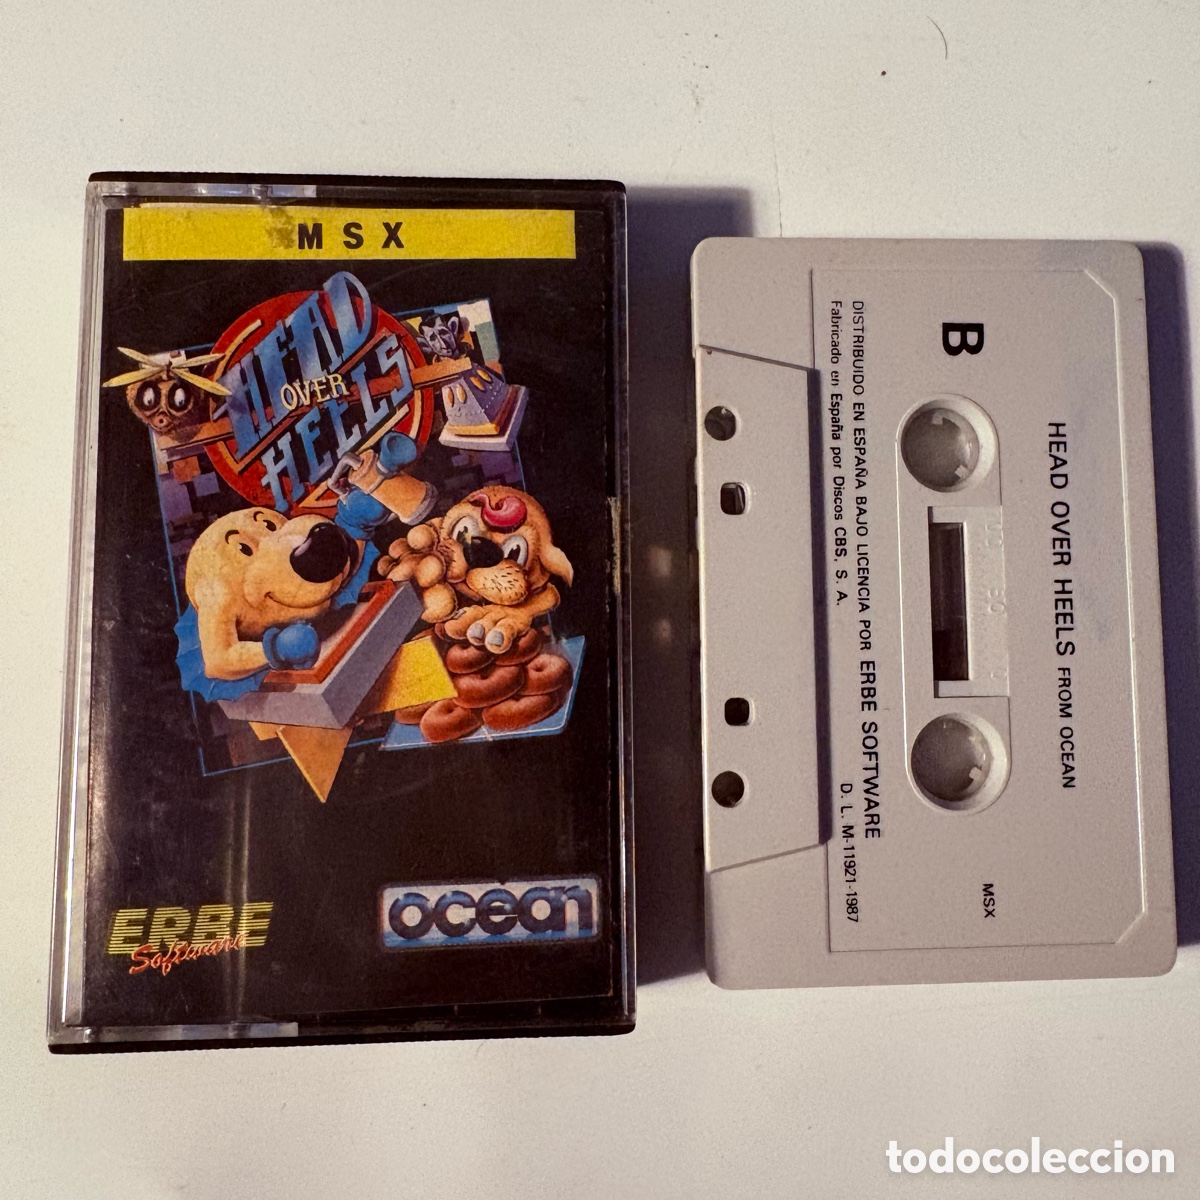 MSX
HEAD
OVER
HEELS
ERBE
Software
ocean
B
HEAD OVER HEELS FROM OCEAN
MSX
DISTRIBUIDO EN ESPAÑA BAJO LICENCIA POR ERBE SOFTWARE
Fabricado en España por Discos CBS, S. A.
D. L. M-11921-1987
todocoleccion